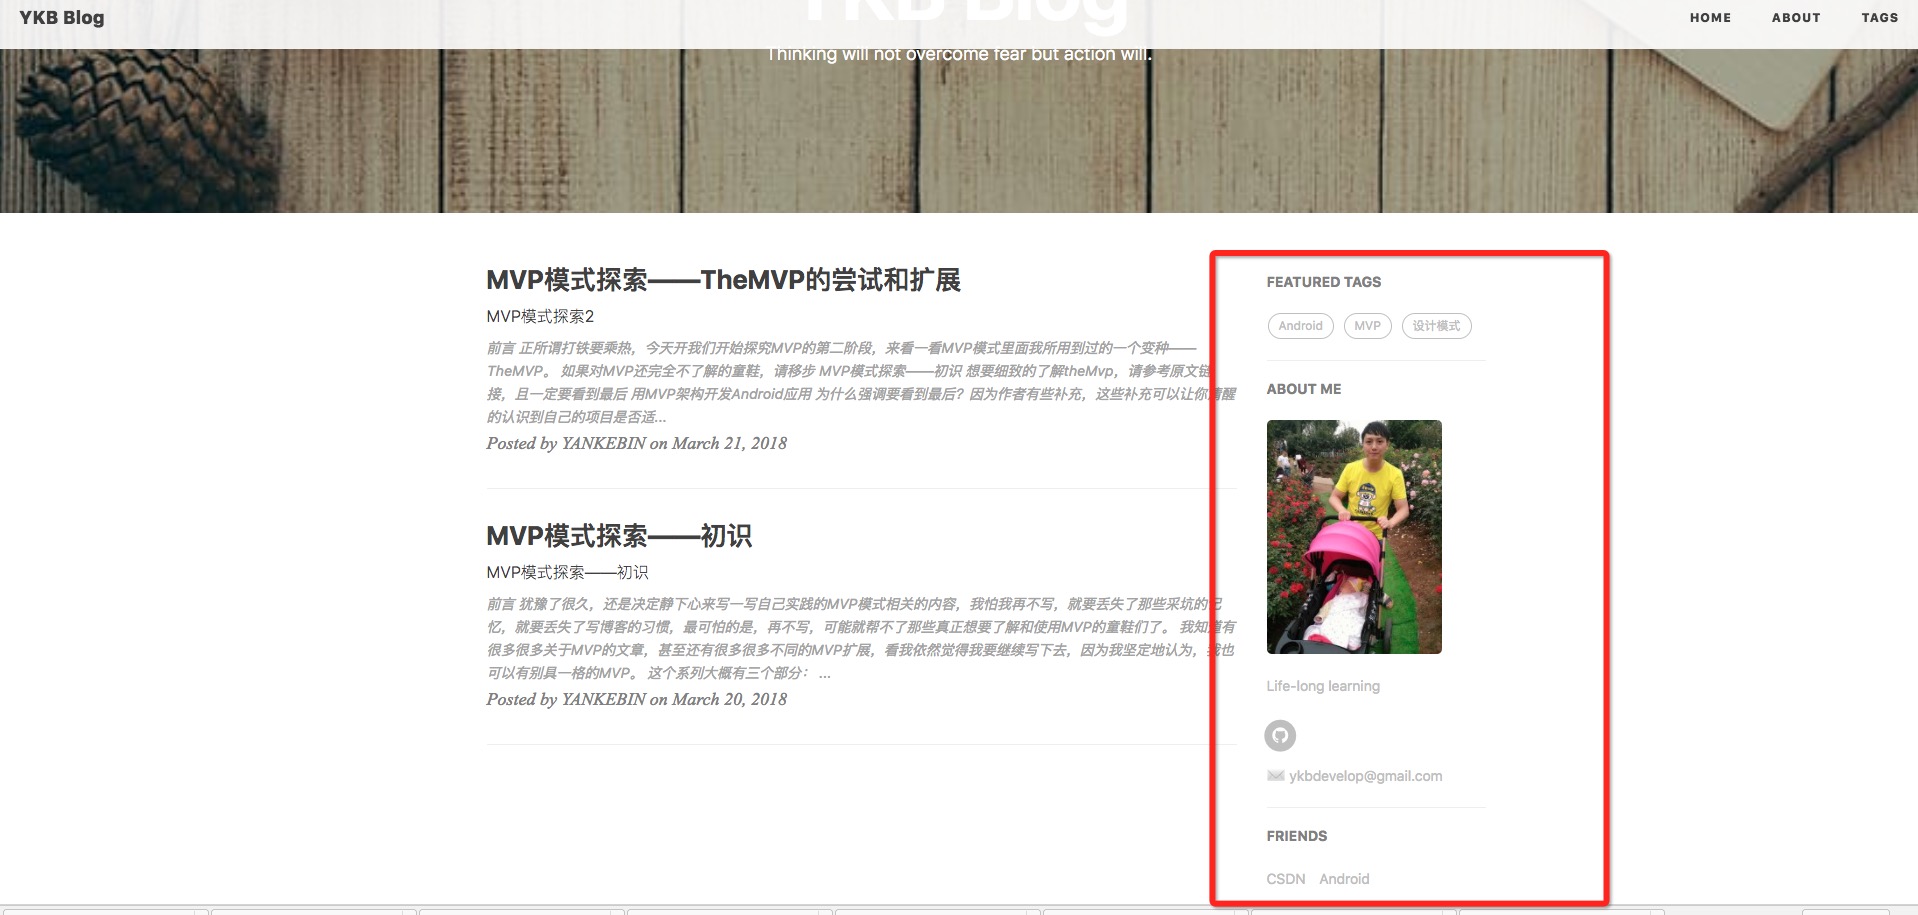 YKB Blog
HOME
ABOUT
TAGS
YKB Blog
Thinking will not overcome fear but action will.
MVP模式探索——TheMVP的尝试和扩展
MVP模式探索2
前言 正所谓打铁要乘热，今天开我们开始探究MVP的第二阶段，来看一看MVP模式里面我所用到过的一个变种——
TheMVP。 如果对MVP还完全不了解的童鞋，请移步 MVP模式探索——初识 想要细致的了解theMvp，请参考原文链
接，且一定要看到最后 用MVP架构开发Android应用 为什么强调要看到最后？因为作者有些补充，这些补充可以让你清醒
的认识到自己的项目是否适...
Posted by YANKEBIN on March 21, 2018
MVP模式探索——初识
MVP模式探索——初识
前言 犹豫了很久，还是决定静下心来写一写自己实践的MVP模式相关的内容，我怕我再不写，就要丢失了那些采坑的记
忆，就要丢失了写博客的习惯，最可怕的是，再不写，可能就帮不了那些真正想要了解和使用MVP的童鞋们了。 我知道有
很多很多关于MVP的文章，甚至还有很多很多不同的MVP扩展，看我依然觉得我要继续写下去，因为我坚定地认为，我也
可以有别具一格的MVP。 这个系列大概有三个部分： ...
Posted by YANKEBIN on March 20, 2018
FEATURED TAGS
Android
MVP
设计模式
ABOUT ME
Life-long learning
ykbdevelop@gmail.com
FRIENDS
CSDN
Android